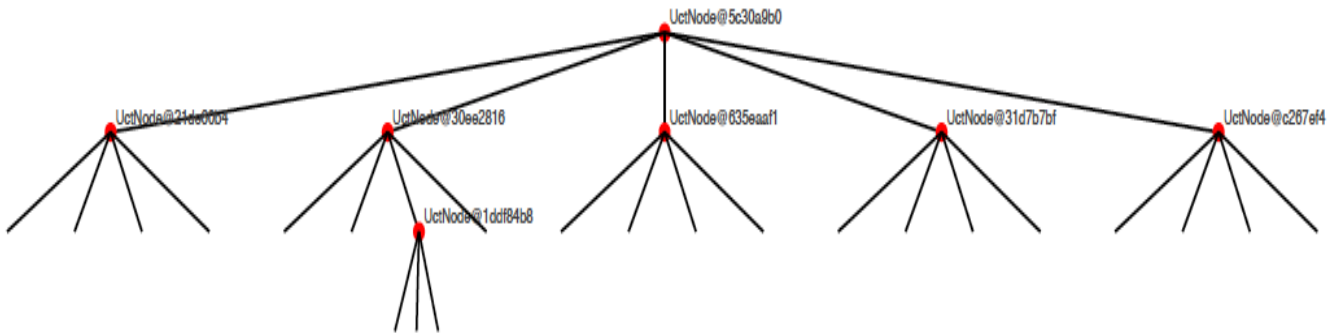 UctNode@5c30a9b0
UctNode@30ee2816
UctNode@635eaaf1
UctNode@31d7b7bf
UctNode@c267ef4
UctNode@1ddf84b8